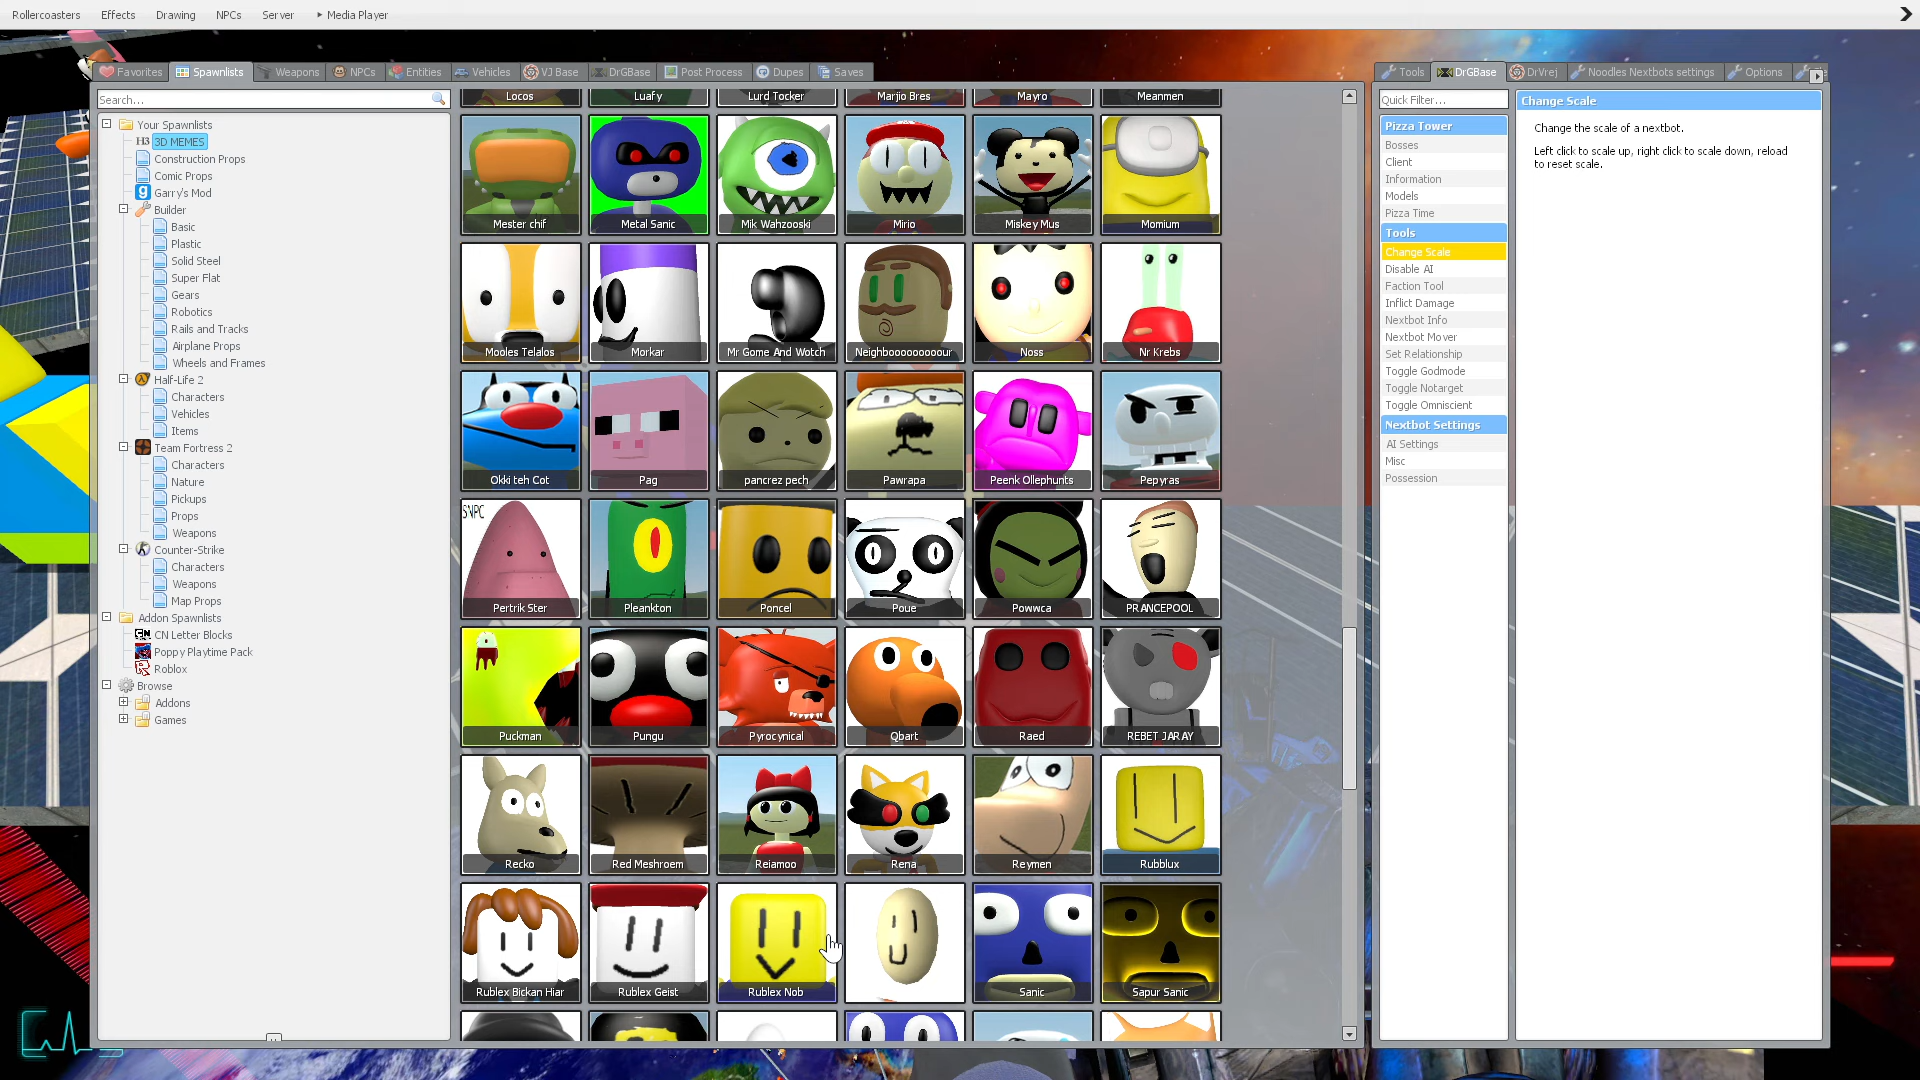 Rollercoasters Effects Drawing NPCs Server Media Player
Favorites Spawnlists Weapons NPCs Entities Vehicles VJ Base DrGBase Post Process Dupes Saves
Tools DrGBase DrVrej Noodles Nextbots settings Options
Search...
Your Spawnlists
H3 3D MEMES
Construction Props
Comic Props
Garry's Mod
Builder
Basic
Plastic
Solid Steel
Super Flat
Gears
Robotics
Rails and Tracks
Airplane Props
Wheels and Frames
Half-Life 2
Characters
Vehicles
Items
Team Fortress 2
Characters
Nature
Pickups
Props
Weapons
Counter-Strike
Characters
Weapons
Map Props
Addon Spawnlists
CN CN Letter Blocks
Poppy Playtime Pack
Roblox
Browse
Addons
Games
Locos Luafy Lurd Tocker Marjio Bres Mayro Meanmen
Mester chif Metal Sanic Mik Wahzooski Mirio Miskey Mus Momium
Mooles Telalos Morkar Mr Gome And Wotch Neighboooooooooour Noss Nr Krebs
Okki teh Cot Pag pancrez pech Pawrapa Peenk Ollephunts Pepyras
SNPC
Pertrik Ster Pleankton Poncel Poue Powwca PRANCEPOOL
Puckman Pungu Pyrocynical Qbart Raed REBET JARAY
Recko Red Meshroem Reiamoo Rena Reymen Rubblux
Rublex Bickan Hiar Rublex Geist Rublex Nob Sanic Sapur Sanic
Quick Filter...
Pizza Tower
Bosses
Client
Information
Models
Pizza Time
Tools
Change Scale
Disable AI
Faction Tool
Inflict Damage
Nextbot Info
Nextbot Mover
Set Relationship
Toggle Godmode
Toggle Notarget
Toggle Omniscient
Nextbot Settings
AI Settings
Misc
Possession
Change Scale
Change the scale of a nextbot.
Left click to scale up, right click to scale down, reload
to reset scale.